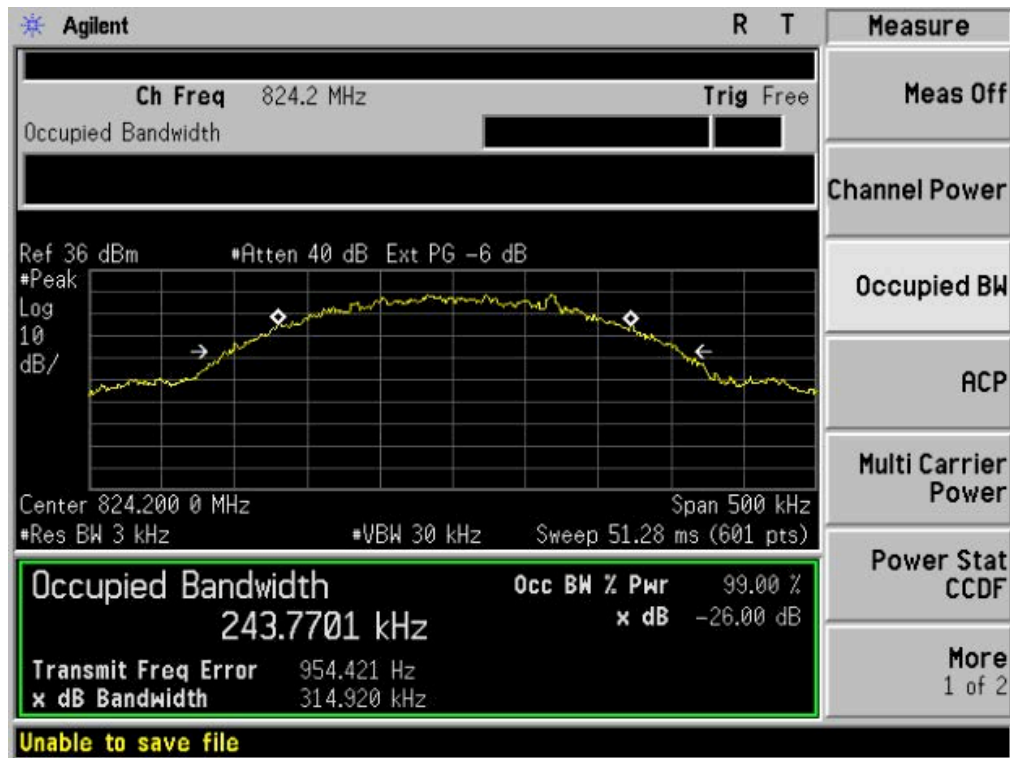 Agilent R T Measure
Ch Freq 824.2 MHz Trig Free
Occupied Bandwidth
Meas Off
Channel Power
Occupied BW
ACP
Multi Carrier
Power
Power Stat
CCDF
More
1 of 2
Ref 36 dBm #Atten 40 dB Ext PG -6 dB
#Peak
Log
10
dB/
Center 824.200 0 MHz Span 500 kHz
#Res BW 3 kHz #VBW 30 kHz Sweep 51.28 ms (601 pts)
Occupied Bandwidth Occ BW % Pwr 99.00 %
243.7701 kHz x dB -26.00 dB
Transmit Freq Error 954.421 Hz
x dB Bandwidth 314.920 kHz
Unable to save file